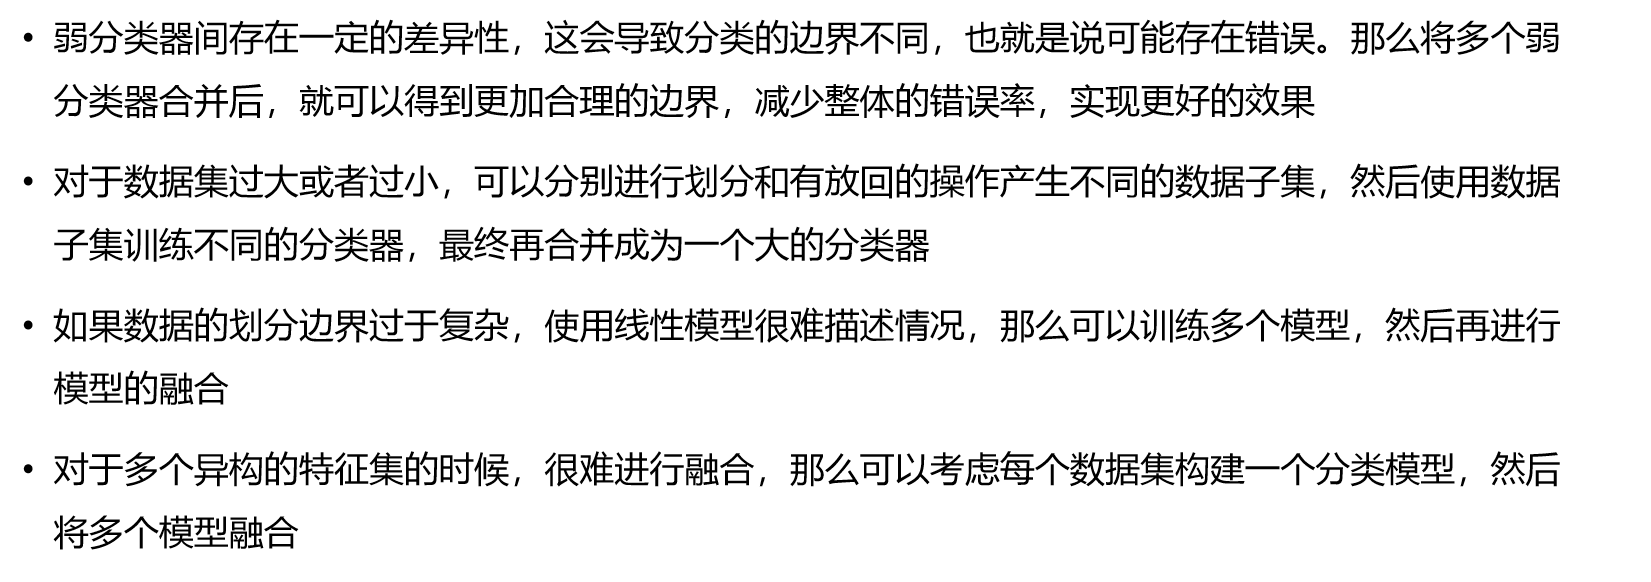 • 弱分类器间存在一定的差异性，这会导致分类的边界不同，也就是说可能存在错误。那么将多个弱
分类器合并后，就可以得到更加合理的边界，减少整体的错误率，实现更好的效果
• 对于数据集过大或者过小，可以分别进行划分和有放回的操作产生不同的数据子集，然后使用数据
子集训练不同的分类器，最终再合并成为一个大的分类器
• 如果数据的划分边界过于复杂，使用线性模型很难描述情况，那么可以训练多个模型，然后再进行
模型的融合
• 对于多个异构的特征集的时候，很难进行融合，那么可以考虑每个数据集构建一个分类模型，然后
将多个模型融合